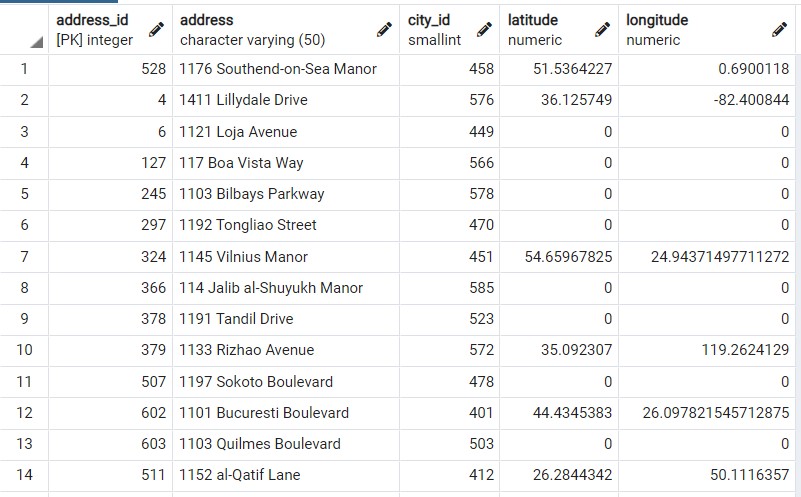 address_id address city_id latitude longitude
[PK] integer character varying (50) smallint numeric numeric
1 528 1176 Southend-on-Sea Manor 458 51.5364227 0.6900118
2 4 1411 Lillydale Drive 576 36.125749 -82.400844
3 6 1121 Loja Avenue 449 0 0
4 127 117 Boa Vista Way 566 0 0
5 245 1103 Bilbays Parkway 578 0 0
6 297 1192 Tongliao Street 470 0 0
7 324 1145 Vilnius Manor 451 54.65967825 24.94371497711272
8 366 114 Jalib al-Shuyukh Manor 585 0 0
9 378 1191 Tandil Drive 523 0 0
10 379 1133 Rizhao Avenue 572 35.092307 119.2624129
11 507 1197 Sokoto Boulevard 478 0 0
12 602 1101 Bucuresti Boulevard 401 44.4345383 26.097821545712875
13 603 1103 Quilmes Boulevard 503 0 0
14 511 1152 al-Qatif Lane 412 26.2844342 50.1116357